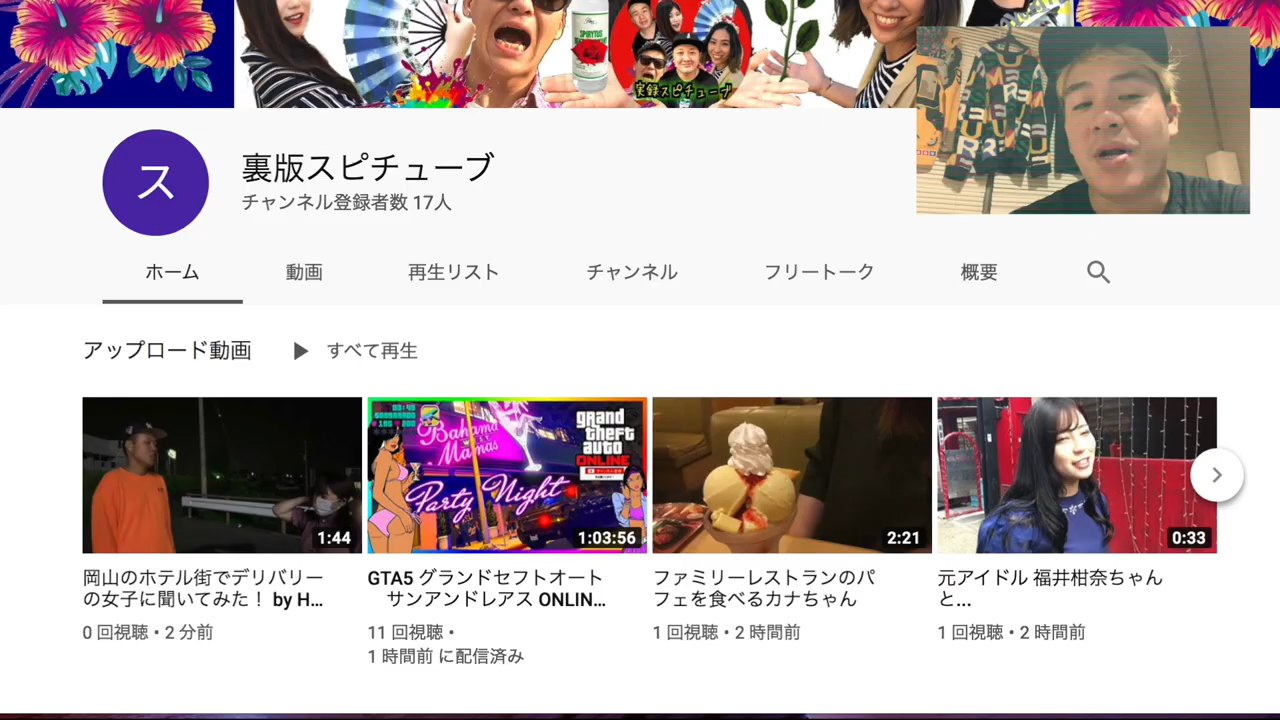 SPIRYTUS
実録スピチューブ
ス
裏版スピチューブ
チャンネル登録者数 17人
ホーム
動画
再生リスト
チャンネル
フリートーク
概要
アップロード動画
すべて再生
1:44
Bahama
Mamas
Party Night
grand
theft
auto
ONLINE
1:03:56
2:21
0:33
岡山のホテル街でデリバリー
の女子に聞いてみた! by H...
0 回視聴・2 分前
GTA5 グランドセフトオート
サンアンドレアス ONLIN...
11 回視聴・
1 時間前 に配信済み
ファミリーレストランのパ
フェを食べるカナちゃん
1 回視聴・2 時間前
元アイドル 福井柑奈ちゃん
と...
1 回視聴・2 時間前